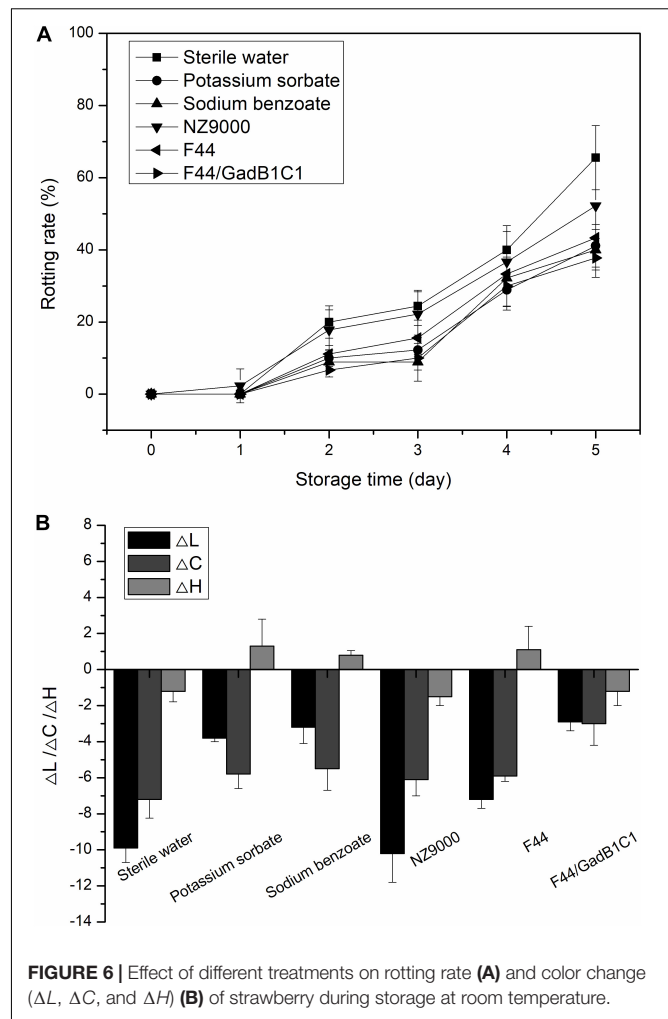 A
100
80
60
40
20
0
Rotting rate (%)
Sterile water
Potassium sorbate
Sodium benzoate
NZ9000
F44
F44/GadB1C1
0 1 2 3 4 5
Storage time (day)
B
8
6
4
2
0
-2
-4
-6
-8
-10
-12
-14
△L /△C /△H
△L
△C
△H
Sterile water
Potassium sorbate
Sodium benzoate
NZ9000
F44
F44/GadB1C1
FIGURE 6 | Effect of different treatments on rotting rate (A) and color change
(ΔL, ΔC, and ΔH) (B) of strawberry during storage at room temperature.